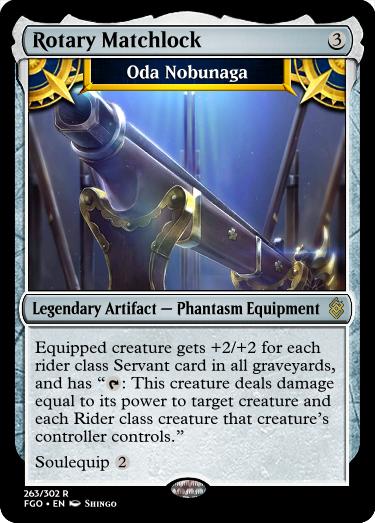 Rotary Matchlock 3
Oda Nobunaga
Legendary Artifact — Phantasm Equipment
Equipped creature gets +2/+2 for each
rider class Servant card in all graveyards,
and has “: This creature deals damage
equal to its power to target creature and
each Rider class creature that creature's
controller controls.”
Soulequip 2
263/302 R
FGO • EN Shingo